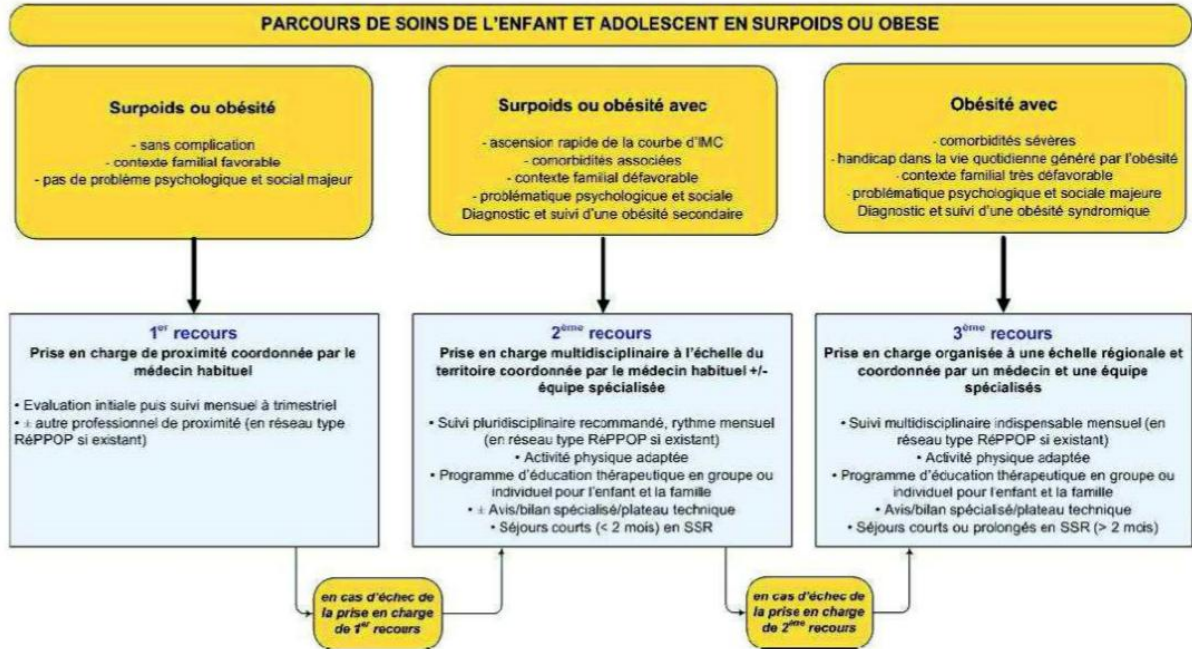 PARCOURS DE SOINS DE L'ENFANT ET ADOLESCENT EN SURPOIDS OU OBESE
Surpoids ou obésité
- sans complication
- contexte familial favorable
- pas de problème psychologique et social majeur
Surpoids ou obésité avec
- ascension rapide de la courbe d'IMC
- comorbidités associées
- contexte familial défavorable
- problématique psychologique et sociale
Diagnostic et suivi d'une obésité secondaire
Obésité avec
- comorbidités sévères
- handicap dans la vie quotidienne généré par l'obésité
- contexte familial très défavorable
- problématique psychologique et sociale majeure
Diagnostic et suivi d'une obésité syndromique
1er recours
Prise en charge de proximité coordonnée par le
médecin habituel
• Evaluation initiale puis suivi mensuel à trimestriel
• ± autre professionnel de proximité (en réseau type
RéPPOP si existant)
2ème recours
Prise en charge multidisciplinaire à l'échelle du
territoire coordonnée par le médecin habituel +/-
équipe spécialisée
• Suivi pluridisciplinaire recommandé, rythme mensuel
(en réseau type RéPPOP si existant)
• Activité physique adaptée
• Programme d'éducation thérapeutique en groupe ou
individuel pour l'enfant et la famille
• ± Avis/bilan spécialisé/plateau technique
• Séjours courts (< 2 mois) en SSR
3ème recours
Prise en charge organisée à une échelle régionale et
coordonnée par un médecin et une équipe
spécialisés
• Suivi multidisciplinaire indispensable mensuel (en
réseau type RéPPOP si existant)
• Activité physique adaptée
• Programme d'éducation thérapeutique en groupe ou
individuel pour l'enfant et la famille
• Avis/bilan spécialisé/plateau technique
• Séjours courts ou prolongés en SSR (> 2 mois)
en cas d'échec de
la prise en charge
de 1er recours
en cas d'échec de
la prise en charge
de 2ème recours